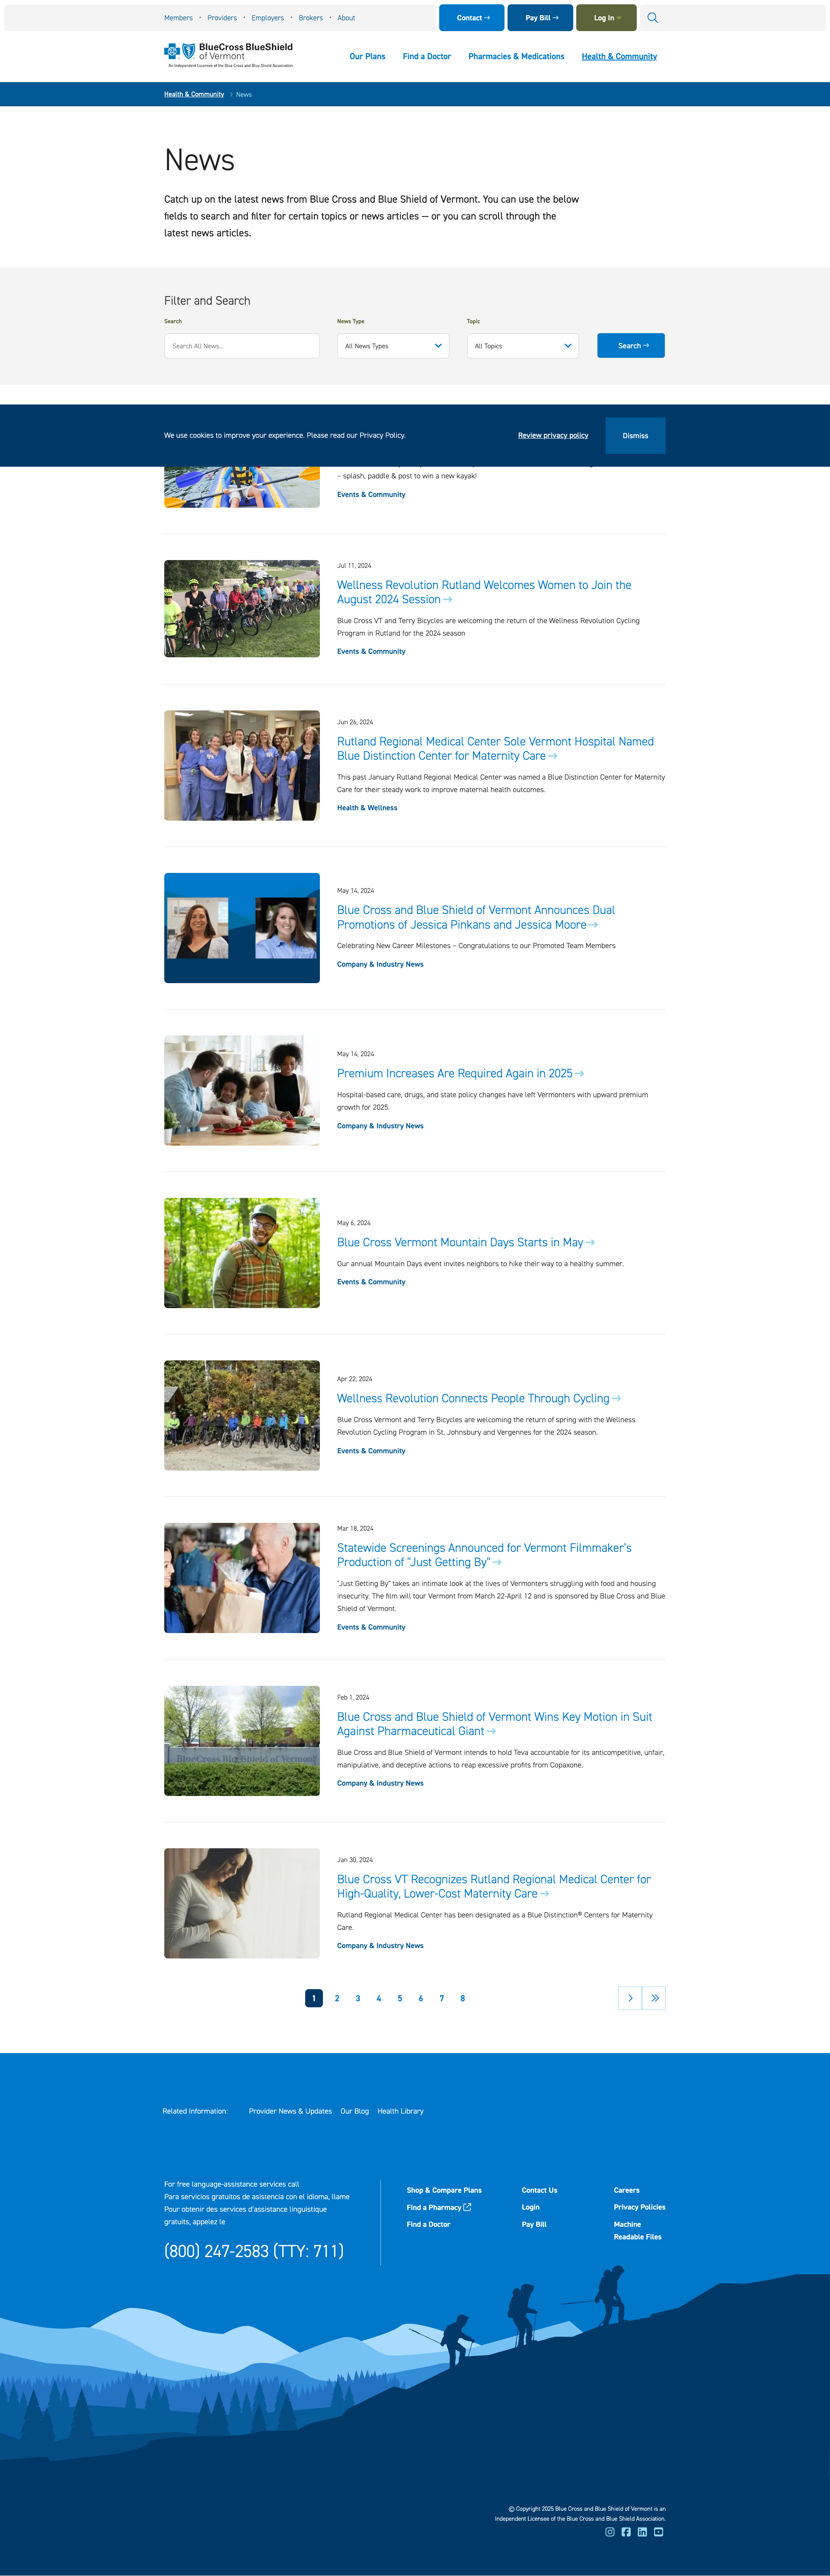 Members • Providers • Employers • Brokers • About
Contact
Pay Bill
Log In
BlueCross BlueShield
of Vermont
An Independent Licensee of the Blue Cross and Blue Shield Association.
Our Plans
Find a Doctor
Pharmacies & Medications
Health & Community
Health & Community
News
News
Catch up on the latest news from Blue Cross and Blue Shield of Vermont. You can use the below
fields to search and filter for certain topics or news articles — or you can scroll through the
latest news articles.
Filter and Search
Search
News Type
Topic
Search All News...
All News Types
All Topics
Search
We use cookies to improve your experience. Please read our Privacy Policy.
Review privacy policy
Dismiss
– splash, paddle & post to win a new kayak!
Events & Community
Jul 11, 2024
Wellness Revolution Rutland Welcomes Women to Join the
August 2024 Session
Blue Cross VT and Terry Bicycles are welcoming the return of the Wellness Revolution Cycling
Program in Rutland for the 2024 season
Events & Community
Jun 26, 2024
Rutland Regional Medical Center Sole Vermont Hospital Named
Blue Distinction Center for Maternity Care
This past January Rutland Regional Medical Center was named a Blue Distinction Center for Maternity
Care for their steady work to improve maternal health outcomes.
Health & Wellness
May 14, 2024
Blue Cross and Blue Shield of Vermont Announces Dual
Promotions of Jessica Pinkans and Jessica Moore
Celebrating New Career Milestones – Congratulations to our Promoted Team Members
Company & Industry News
May 14, 2024
Premium Increases Are Required Again in 2025
Hospital-based care, drugs, and state policy changes have left Vermonters with upward premium
growth for 2025.
Company & Industry News
May 6, 2024
Blue Cross Vermont Mountain Days Starts in May
Our annual Mountain Days event invites neighbors to hike their way to a healthy summer.
Events & Community
Apr 22, 2024
Wellness Revolution Connects People Through Cycling
Blue Cross Vermont and Terry Bicycles are welcoming the return of spring with the Wellness
Revolution Cycling Program in St. Johnsbury and Vergennes for the 2024 season.
Events & Community
Mar 18, 2024
Statewide Screenings Announced for Vermont Filmmaker's
Production of "Just Getting By"
"Just Getting By" takes an intimate look at the lives of Vermonters struggling with food and housing
insecurity. The film will tour Vermont from March 22-April 12 and is sponsored by Blue Cross and Blue
Shield of Vermont.
Events & Community
BlueCross BlueShield of Vermont
Feb 1, 2024
Blue Cross and Blue Shield of Vermont Wins Key Motion in Suit
Against Pharmaceutical Giant
Blue Cross and Blue Shield of Vermont intends to hold Teva accountable for its anticompetitive, unfair,
manipulative, and deceptive actions to reap excessive profits from Copaxone.
Company & Industry News
Jan 30, 2024
Blue Cross VT Recognizes Rutland Regional Medical Center for
High-Quality, Lower-Cost Maternity Care
Rutland Regional Medical Center has been designated as a Blue Distinction® Centers for Maternity
Care.
Company & Industry News
1 2 3 4 5 6 7 8
Related Information:
Provider News & Updates
Our Blog
Health Library
For free language-assistance services call
Para servicios gratuitos de asistencia con el idioma, llame
Pour obtenir des services d'assistance linguistique
gratuits, appelez le
(800) 247-2583 (TTY: 711)
Shop & Compare Plans
Find a Pharmacy
Find a Doctor
Contact Us
Login
Pay Bill
Careers
Privacy Policies
Machine
Readable Files
© Copyright 2025 Blue Cross and Blue Shield of Vermont is an
Independent Licensee of the Blue Cross and Blue Shield Association.